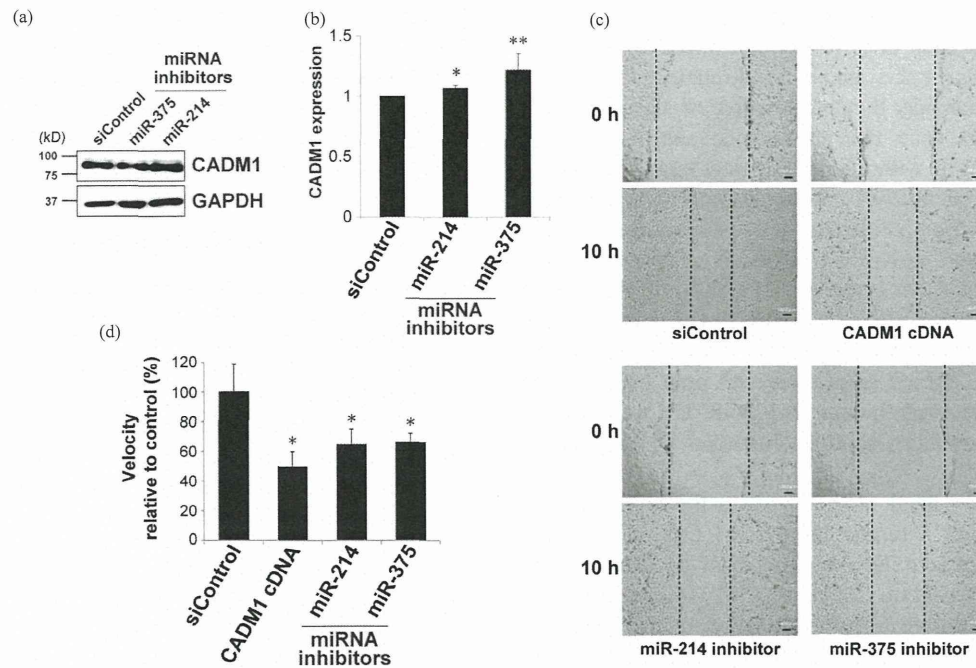 (a)
miRNA
inhibitors
siControl
miR-375
miR-214
(kD)
100
75
37
CADM1
GAPDH
(b)
CADM1 expression
1.5
1
0.5
0
*
**
siControl
miR-214
miR-375
miRNA
inhibitors
(c)
0 h
10 h
siControl
CADM1 cDNA
0 h
10 h
miR-214 inhibitor
miR-375 inhibitor
(d)
Velocity
relative to control (%)
120
100
80
60
40
20
0
*
*
*
siControl
CADM1 cDNA
miR-214
miR-375
miRNA
inhibitors